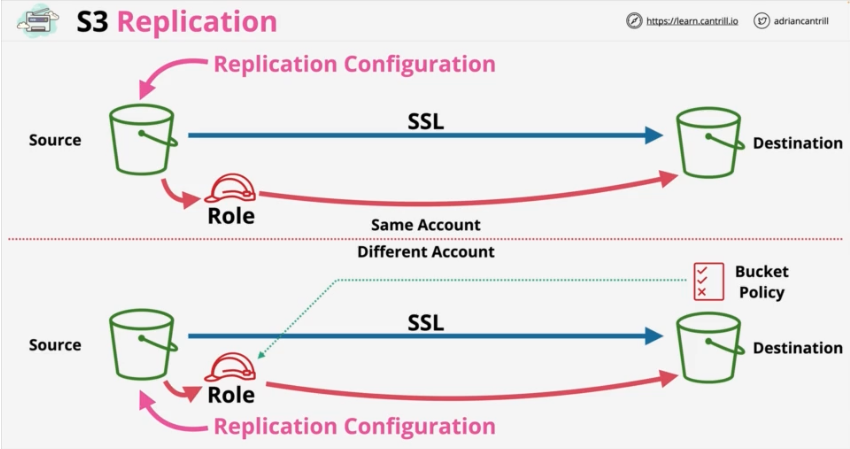 S3 Replication
https://learn.cantrill.io
adriancantrill
Replication Configuration
SSL
Source
Destination
Role
Same Account
Different Account
Bucket
Policy
SSL
Source
Destination
Role
Replication Configuration